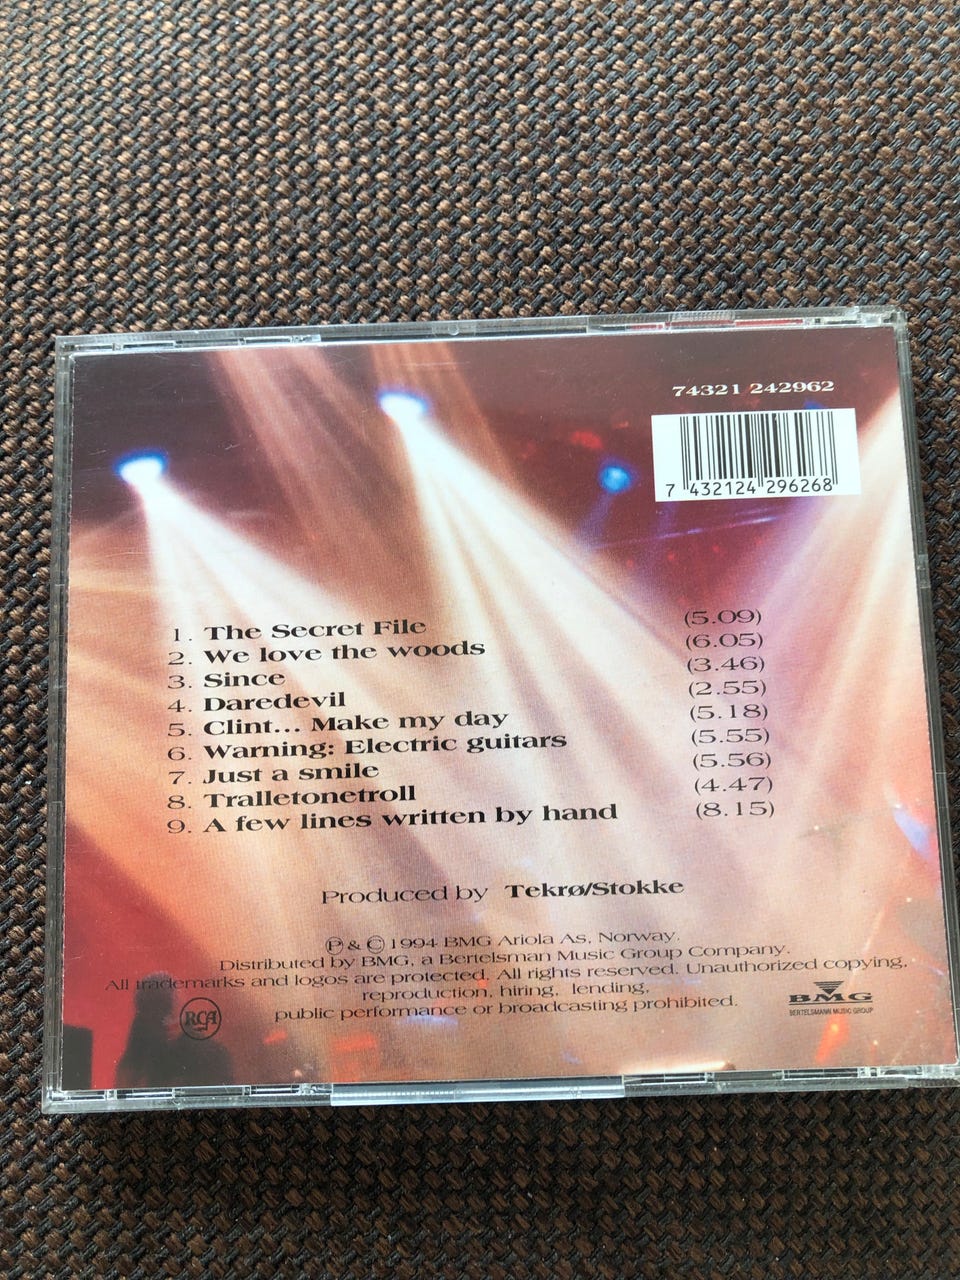 74321 242962
7 432124 296268
1. The Secret File (5.09)
2. We love the woods (6.05)
3. Since (3.46)
4. Daredevil (2.55)
5. Clint... Make my day (5.18)
6. Warning: Electric guitars (5.55)
7. Just a smile (5.56)
8. Tralletonetroll (4.47)
9. A few lines written by hand (8.15)
Produced by Tekrø/Stokke
℗ & © 1994 BMG Ariola As, Norway.
Distributed by BMG, a Bertelsman Music Group Company.
All trademarks and logos are protected. All rights reserved. Unauthorized copying,
reproduction, hiring, lending,
public performance or broadcasting prohibited.
RCA
BMG
BERTELSMANN MUSIC GROUP